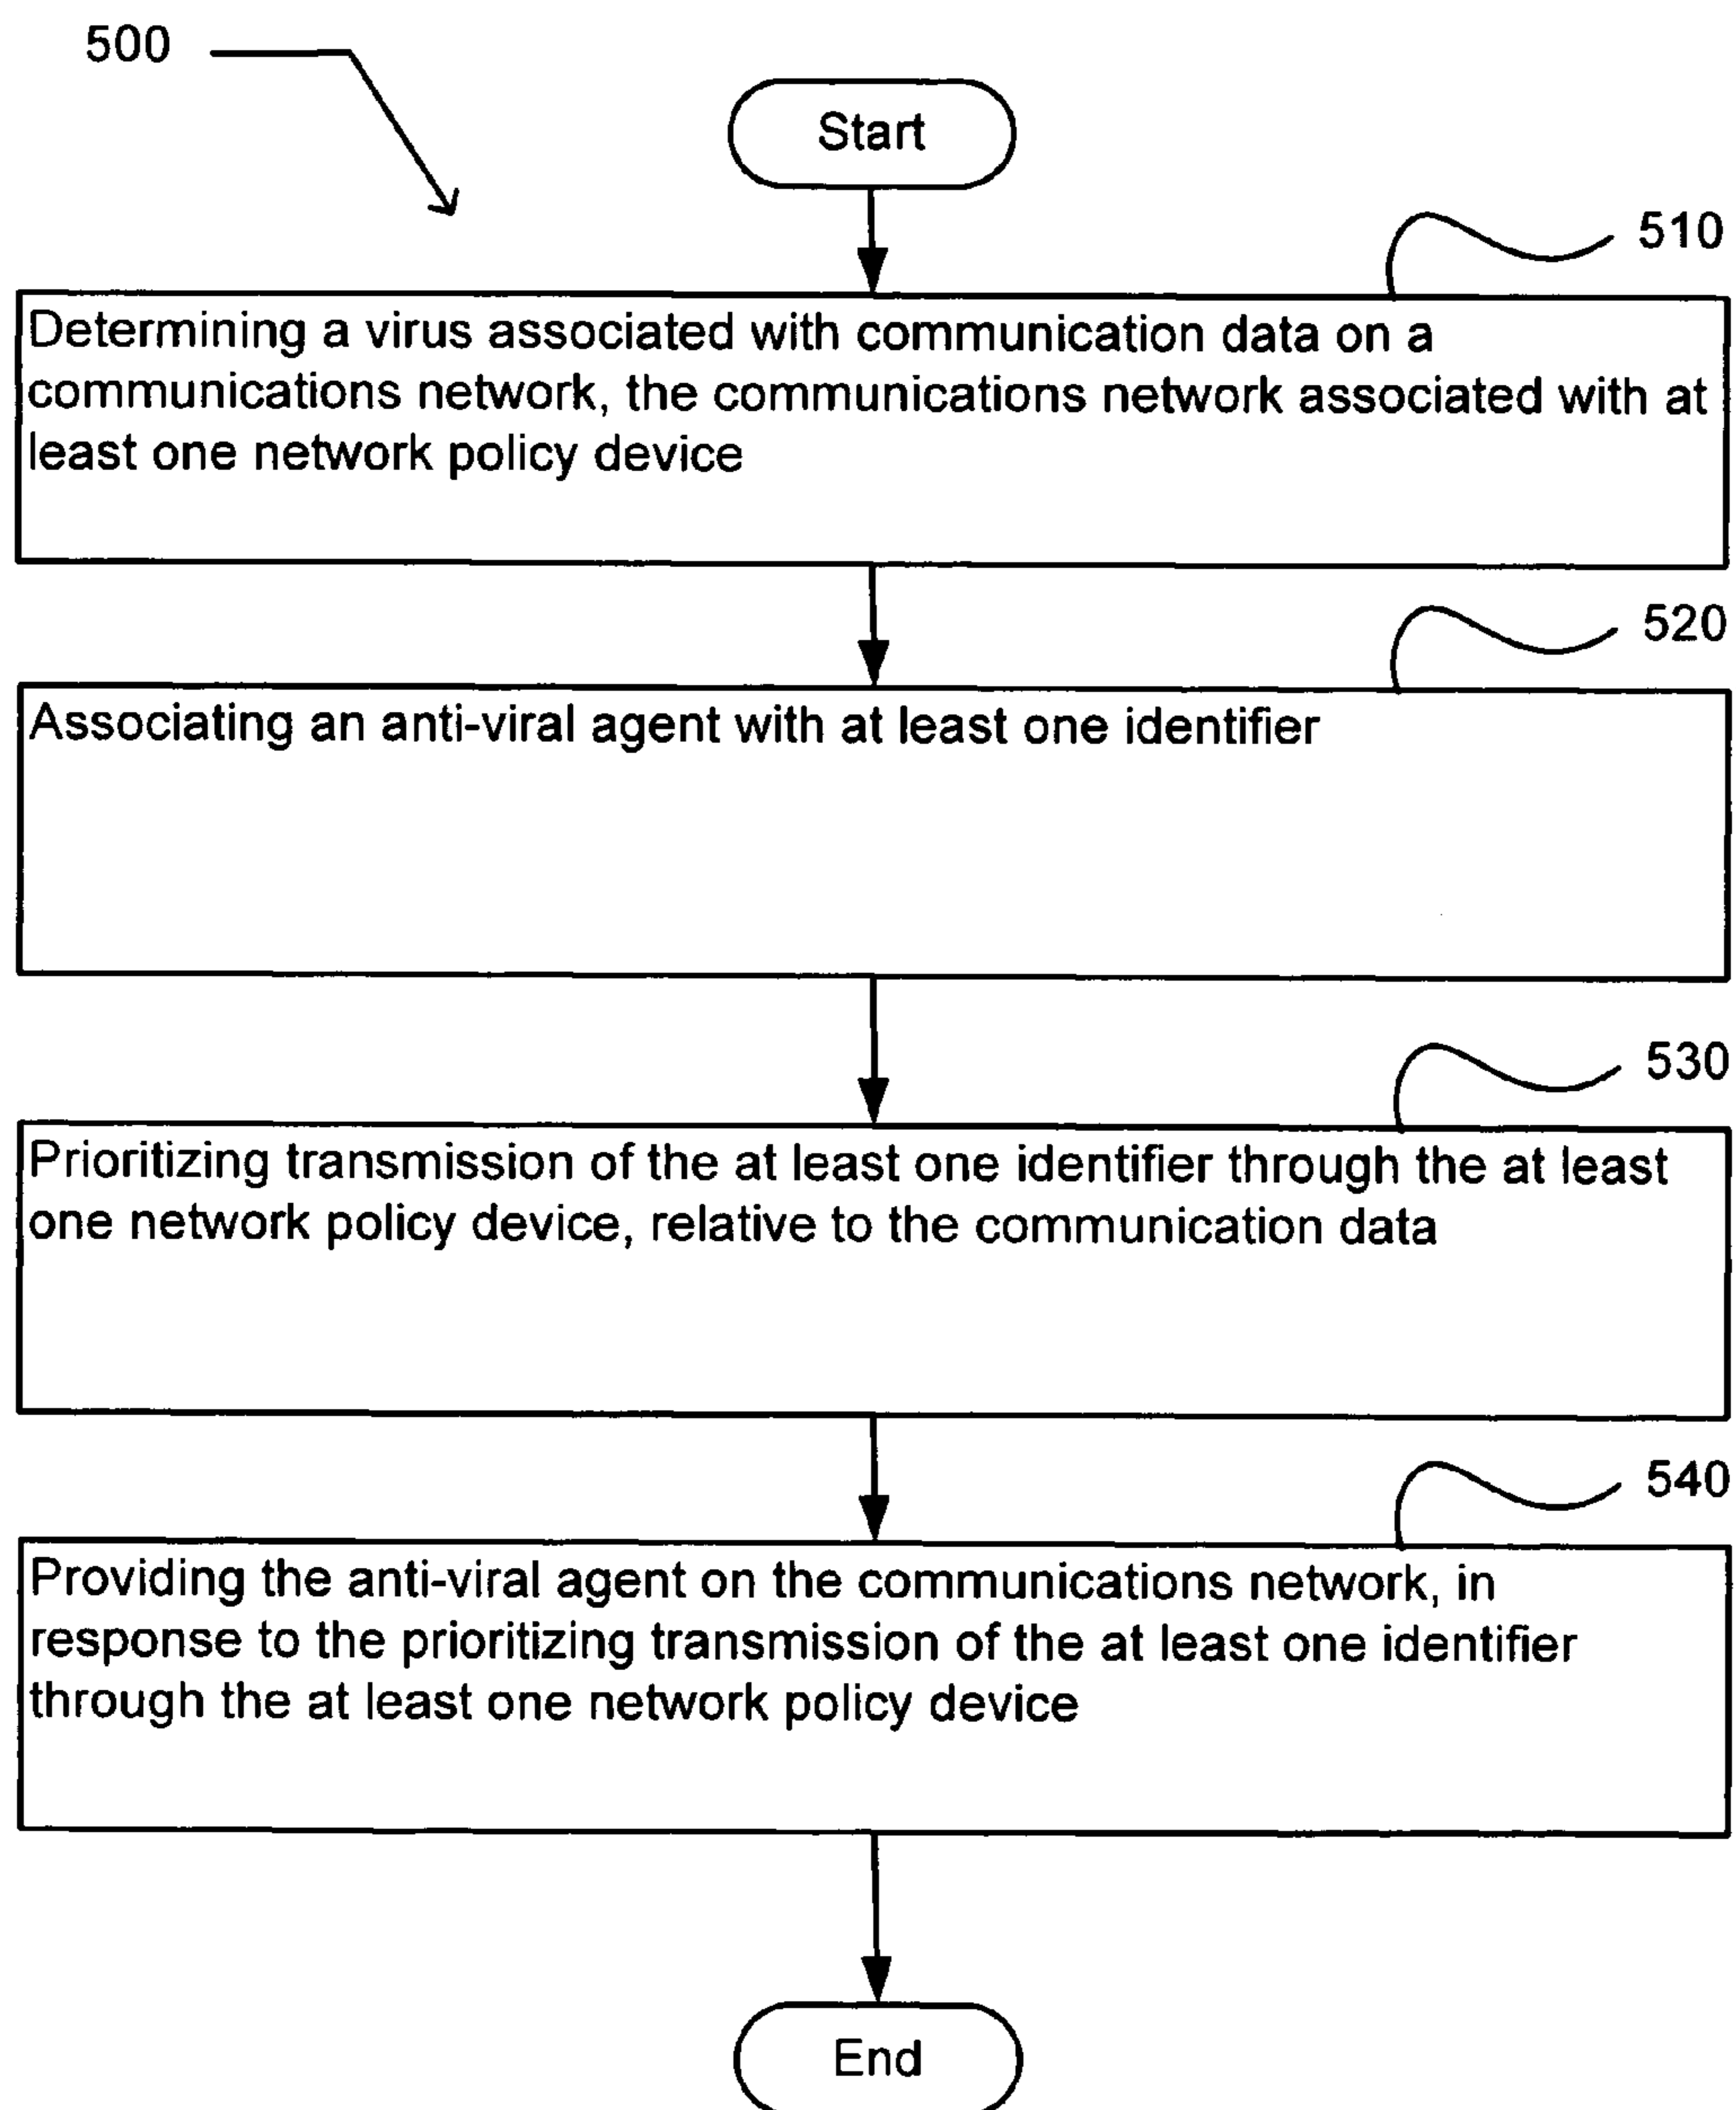 500
Start
510
Determining a virus associated with communication data on a
communications network, the communications network associated with at
least one network policy device
520
Associating an anti-viral agent with at least one identifier
530
Prioritizing transmission of the at least one identifier through the at least
one network policy device, relative to the communication data
540
Providing the anti-viral agent on the communications network, in
response to the prioritizing transmission of the at least one identifier
through the at least one network policy device
End